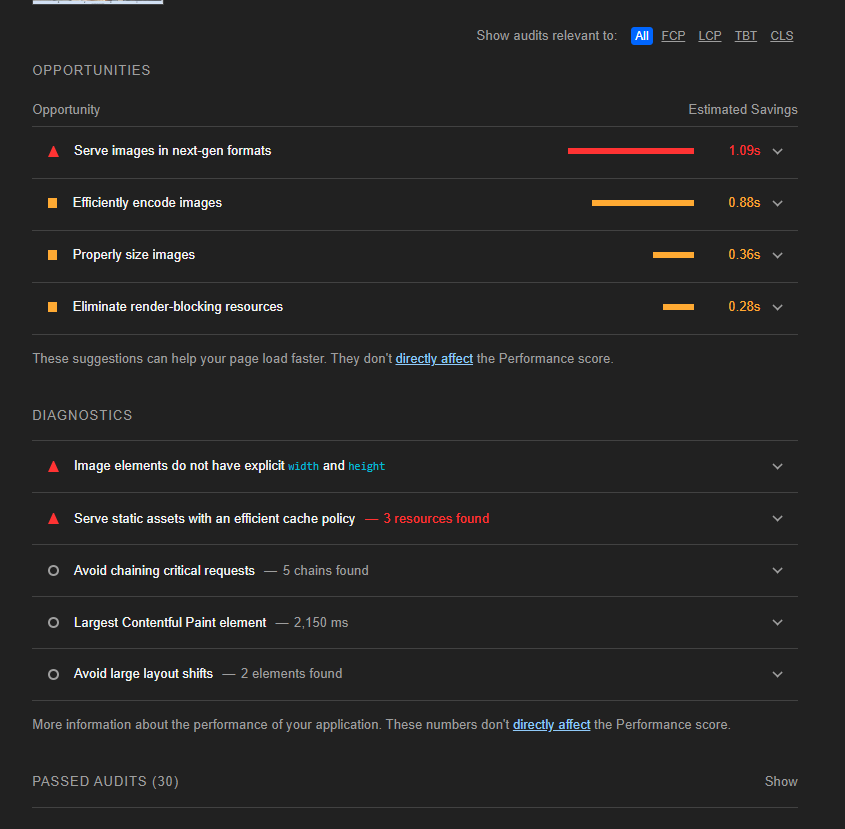 Show audits relevant to: All FCP LCP TBT CLS
OPPORTUNITIES
Opportunity Estimated Savings
Serve images in next-gen formats 1.09s
Efficiently encode images 0.88s
Properly size images 0.36s
Eliminate render-blocking resources 0.28s
These suggestions can help your page load faster. They don't directly affect the Performance score.
DIAGNOSTICS
Image elements do not have explicit width and height
Serve static assets with an efficient cache policy — 3 resources found
Avoid chaining critical requests — 5 chains found
Largest Contentful Paint element — 2,150 ms
Avoid large layout shifts — 2 elements found
More information about the performance of your application. These numbers don't directly affect the Performance score.
PASSED AUDITS (30) Show